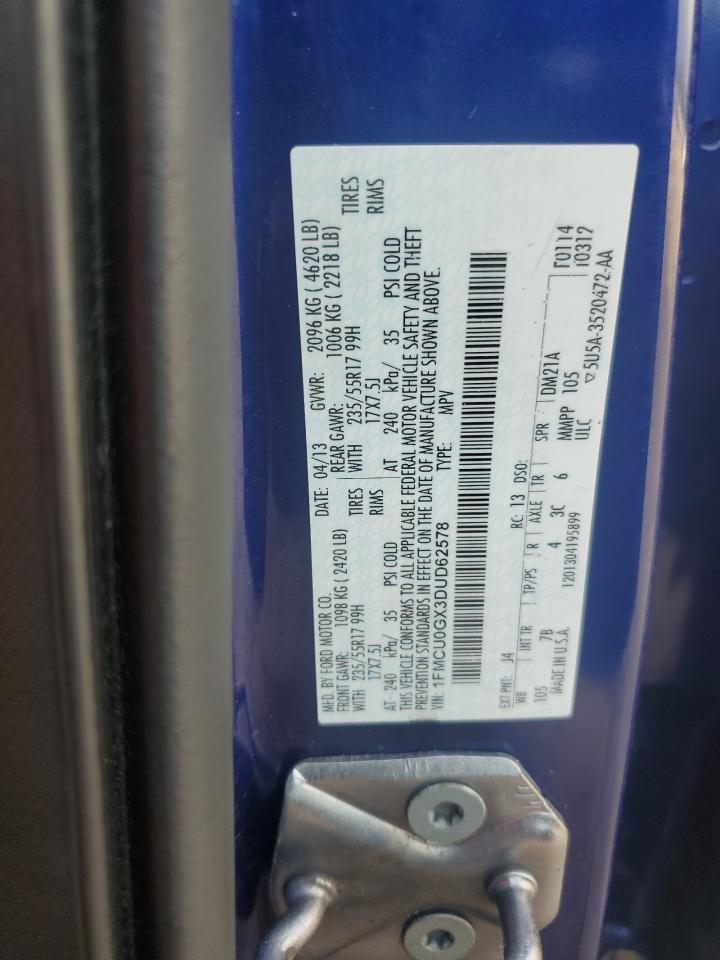 MFD. BY FORD MOTOR CO. DATE: 04/13 GVWR: 2096 KG ( 4620 LB)
FRONT GAWR: 1098 KG ( 2420 LB) REAR GAWR: 1006 KG ( 2218 LB)
WITH 235/55R17 99H TIRES WITH 235/55R17 99H TIRES
17X7.5J RIMS 17X7.5J RIMS
AT 240 kPa/ 35 PSI COLD AT 240 kPa/ 35 PSI COLD
THIS VEHICLE CONFORMS TO ALL APPLICABLE FEDERAL MOTOR VEHICLE SAFETY AND THEFT
PREVENTION STANDARDS IN EFFECT ON THE DATE OF MANUFACTURE SHOWN ABOVE.
VIN: 1FMCU0GX3DUD62578 TYPE: MPV
EXT PNT: J4 RC: 13 DSO: T0114
WB INT TR TP/PS R AXLE TR SPR DM21A T0317
105 7B 4 3C 6 MMPP 105
MADE IN U.S.A. 1201304195899 ULC ▽5U5A-3520472-AA